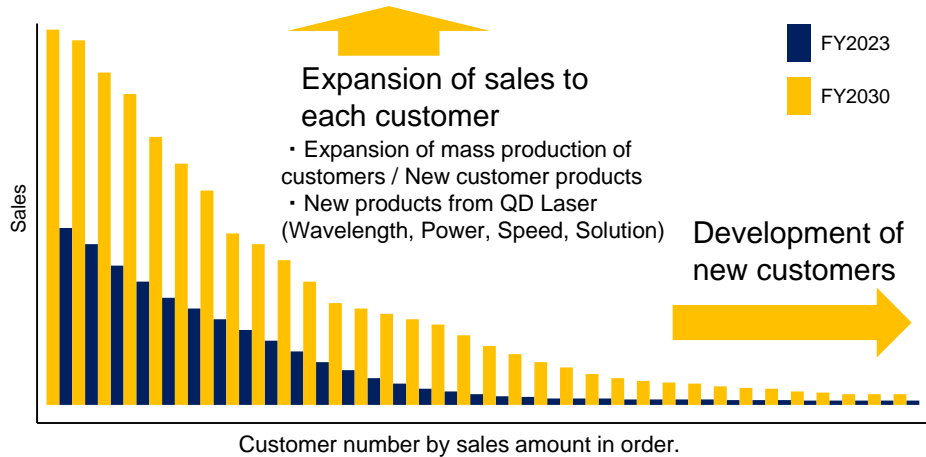 FY2023
FY2030
Expansion of sales to
each customer
・Expansion of mass production of
customers / New customer products
・New products from QD Laser
(Wavelength, Power, Speed, Solution)
Development of
new customers
Sales
Customer number by sales amount in order.